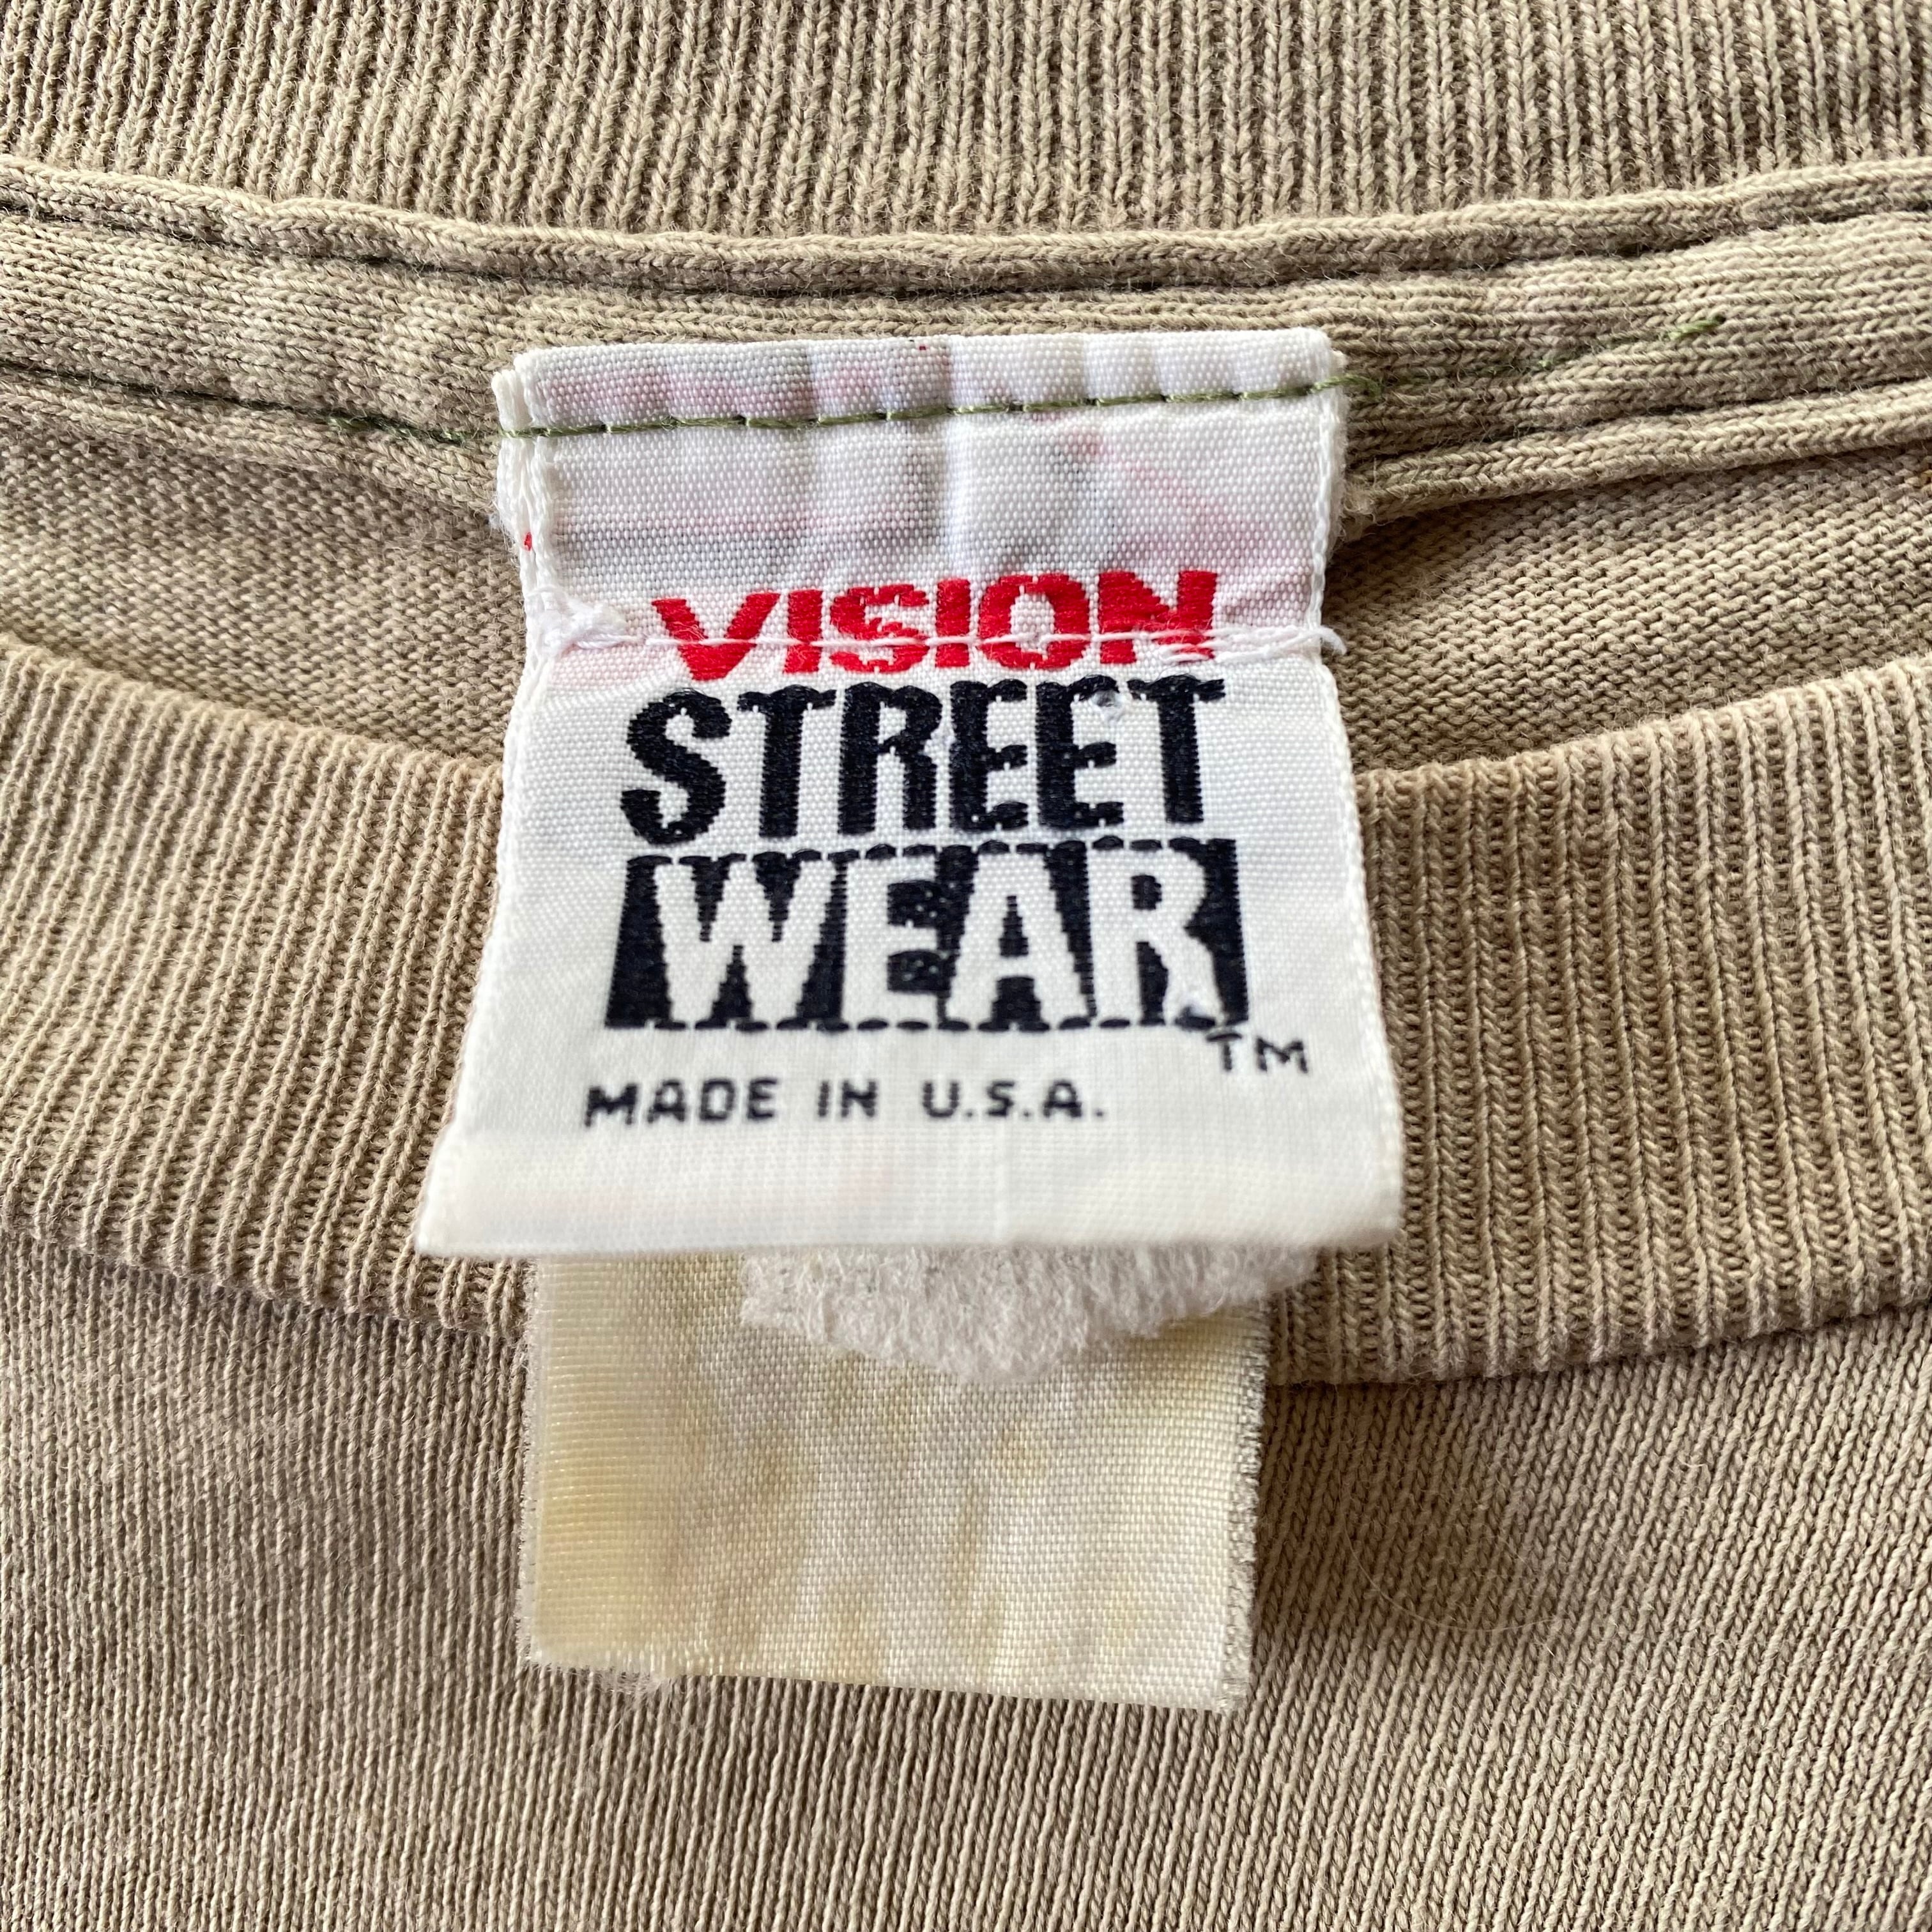 VISION
STREET
WEAR
TM
MADE IN U.S.A.